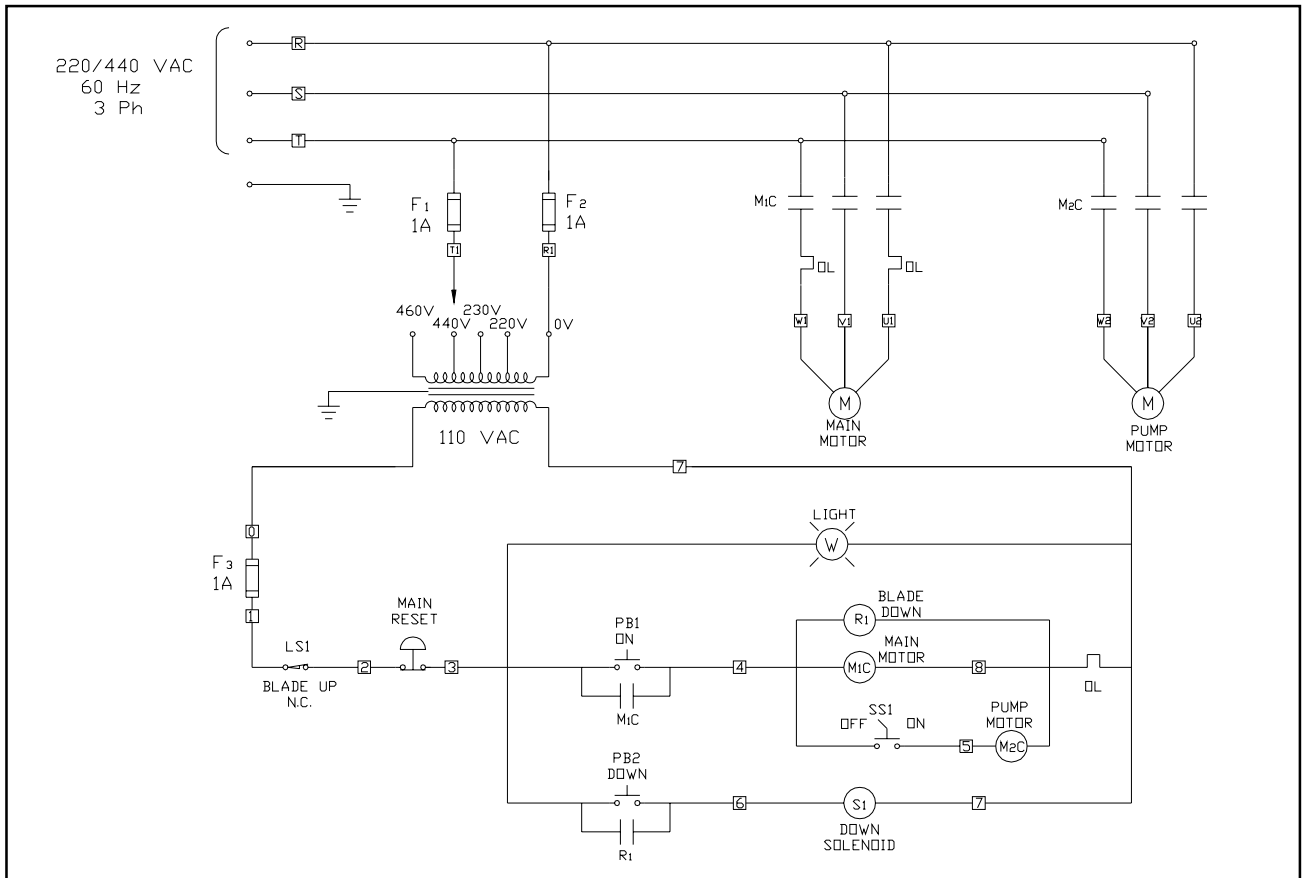 R
220/440 VAC
60 Hz
3 Ph
S
T
F1
1A
F2
1A
M1C
M2C
T1
R1
OL
OL
460V
230V
440V
220V
0V
W1
V1
U1
W2
V2
U2
M
MAIN
MOTOR
M
PUMP
MOTOR
110 VAC
7
LIGHT
W
0
F3
1A
1
BLADE
DOWN
R1
MAIN
RESET
PB1
ON
LS1
2
3
4
MAIN
MOTOR
M1C
8
OL
BLADE UP
N.C.
M1C
SS1
OFF
ON
5
PUMP
MOTOR
M2C
PB2
DOWN
6
S1
7
DOWN
SOLENOID
R1